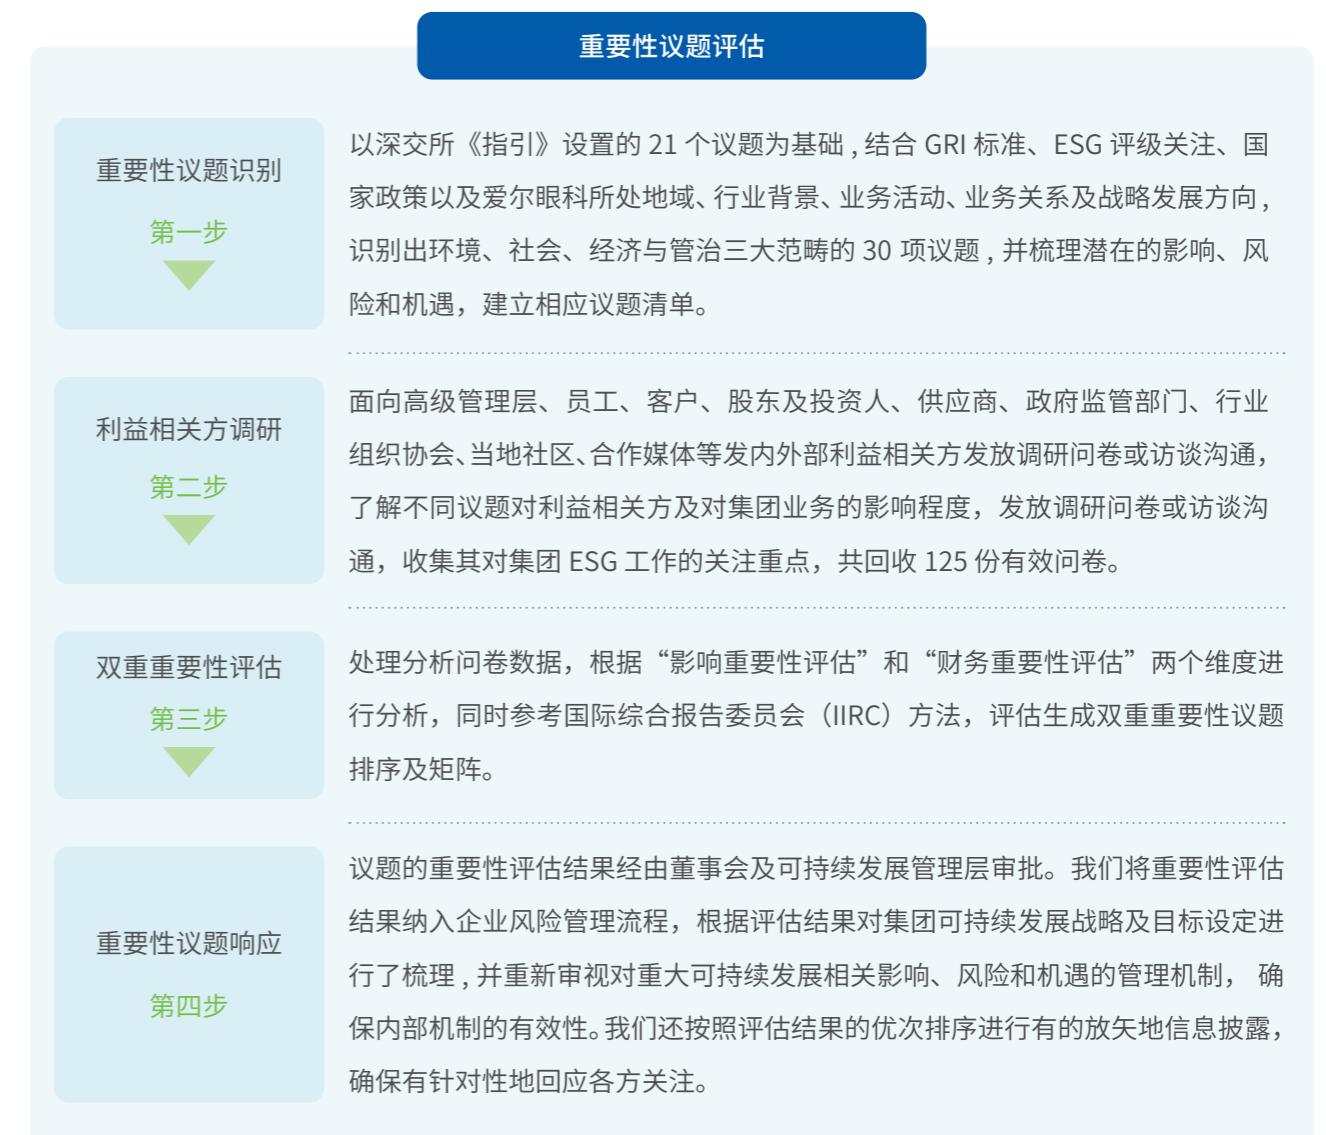 重要性议题评估
重要性议题识别
第一步
以深交所《指引》设置的 21 个议题为基础 , 结合 GRI 标准、ESG 评级关注、国
家政策以及爱尔眼科所处地域、行业背景、业务活动、业务关系及战略发展方向 ,
识别出环境、社会、经济与管治三大范畴的 30 项议题 , 并梳理潜在的影响、风
险和机遇，建立相应议题清单。
利益相关方调研
第二步
面向高级管理层、员工、客户、股东及投资人、供应商、政府监管部门、行业
组织协会、当地社区、合作媒体等发内外部利益相关方发放调研问卷或访谈沟通，
了解不同议题对利益相关方及对集团业务的影响程度，发放调研问卷或访谈沟
通，收集其对集团 ESG 工作的关注重点，共回收 125 份有效问卷。
双重重要性评估
第三步
处理分析问卷数据，根据“影响重要性评估”和“财务重要性评估”两个维度进
行分析，同时参考国际综合报告委员会（IIRC）方法，评估生成双重重要性议题
排序及矩阵。
重要性议题响应
第四步
议题的重要性评估结果经由董事会及可持续发展管理层审批。我们将重要性评估
结果纳入企业风险管理流程，根据评估结果对集团可持续发展战略及目标设定进
行了梳理 , 并重新审视对重大可持续发展相关影响、风险和机遇的管理机制， 确
保内部机制的有效性。我们还按照评估结果的优次排序进行有的放矢地信息披露，
确保有针对性地回应各方关注。